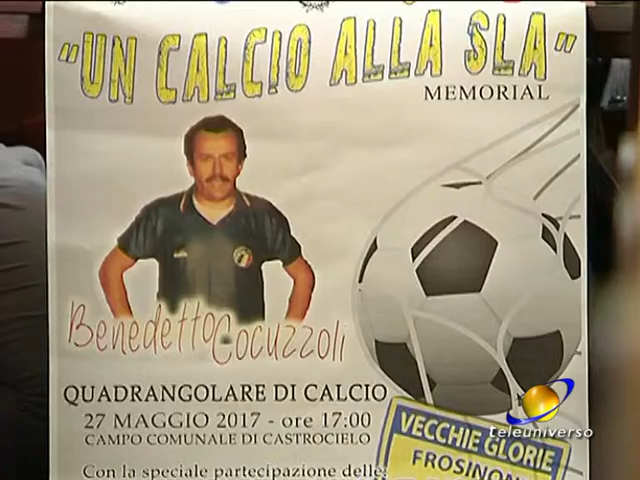 "UN CALCIO ALLA SLA"
MEMORIAL
Benedetto Cocuzzoli
QUADRANGOLARE DI CALCIO
27 MAGGIO 2017 - ore 17:00
CAMPO COMUNALE DI CASTROCIELO
Con la speciale partecipazione delle
VECCHIE GLORIE
FROSINON
teleuniverso